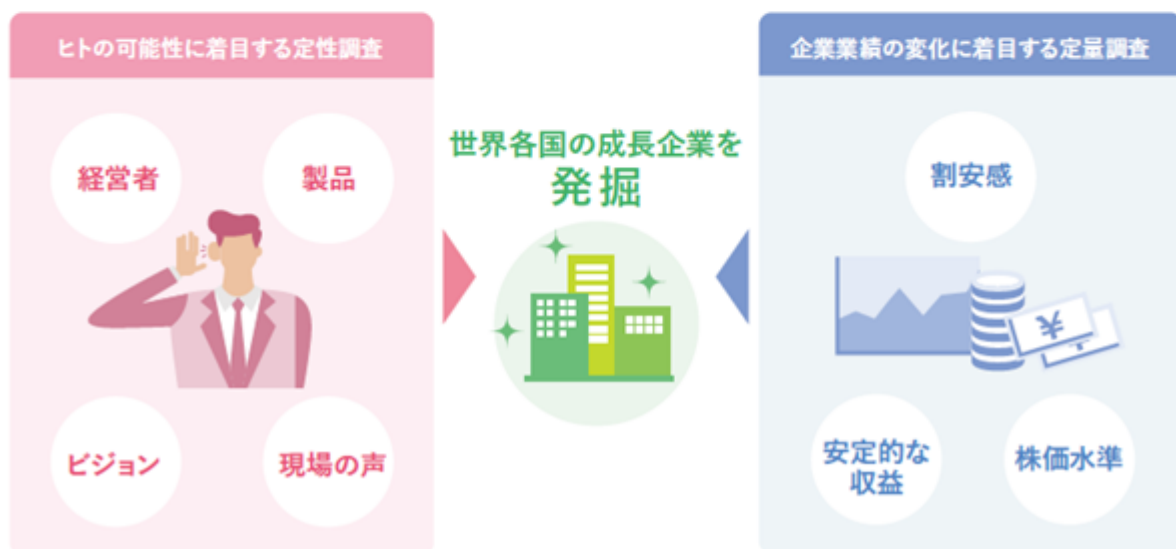 ヒトの可能性に着目する定性調査
経営者
製品
ビジョン
現場の声
世界各国の成長企業を
発掘
企業業績の変化に着目する定量調査
割安感
¥
安定的な
収益
株価水準